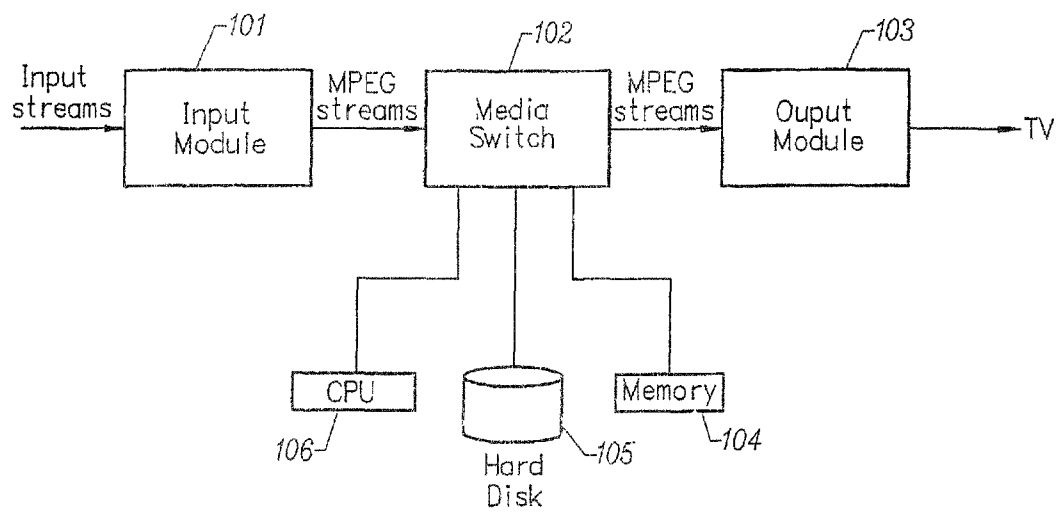 101
102
103
Input
streams
Input
Module
MPEG
streams
Media
Switch
MPEG
streams
Ouput
Module
TV
CPU
106
105
Hard
Disk
Memory
104